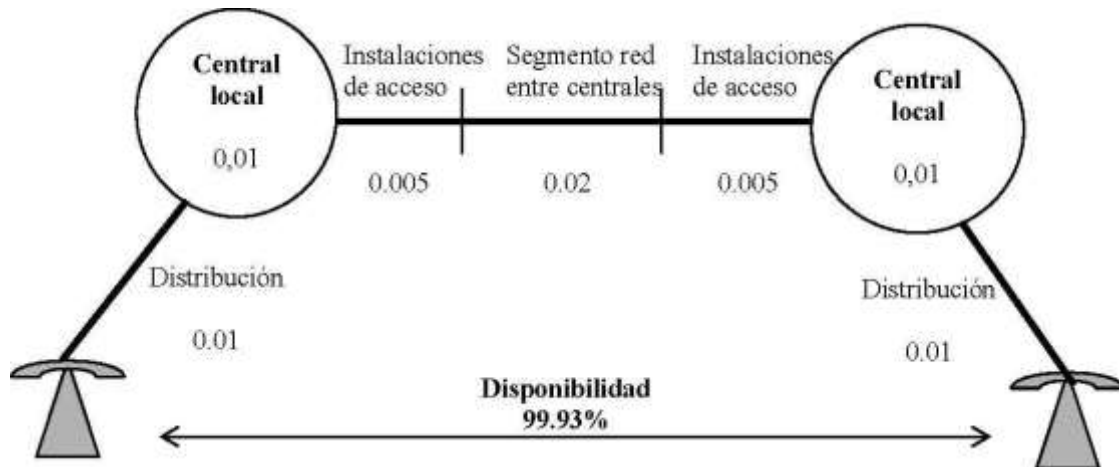 Central
local
0,01
Instalaciones
de acceso
0.005
Segmento red
entre centrales
0.02
Instalaciones
de acceso
0.005
Central
local
0,01
Distribución
0.01
Distribución
0.01
Disponibilidad
99.93%